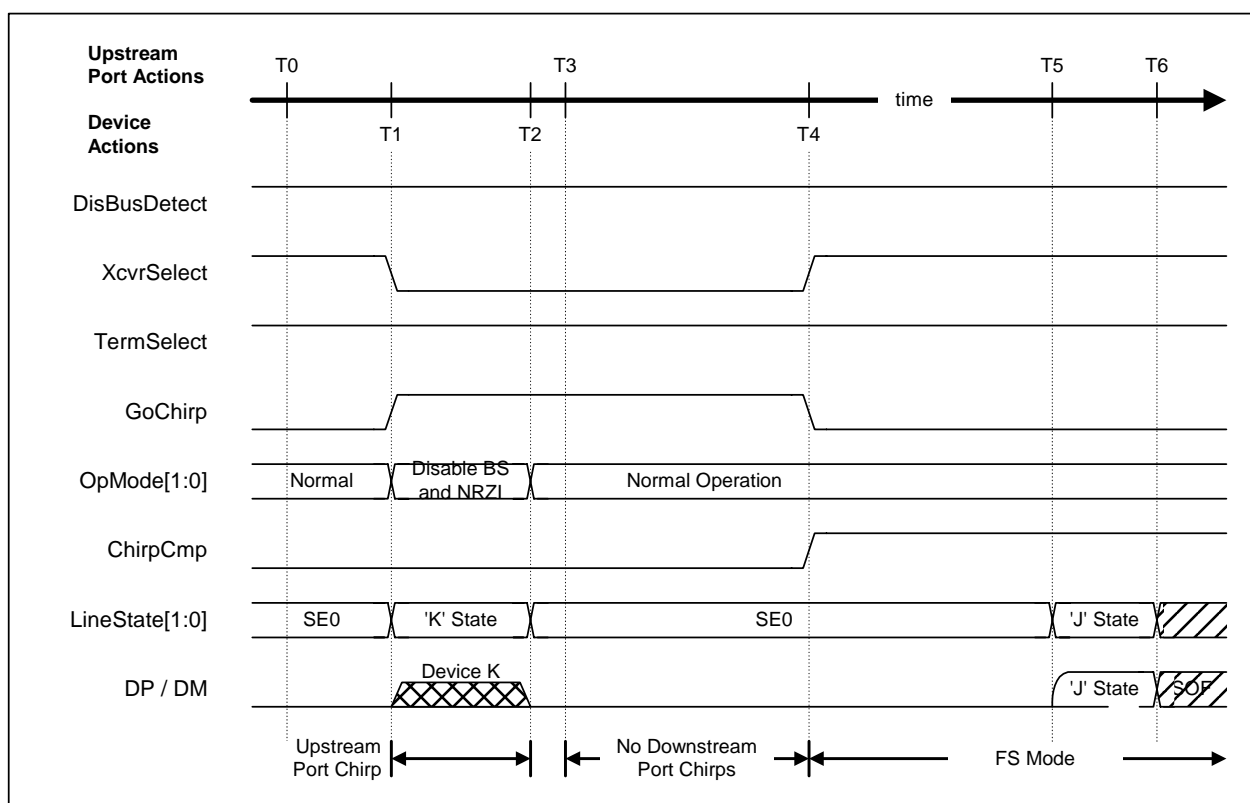 Upstream
Port Actions
T0
T3
T5
T6
time
Device
Actions
T1
T2
T4
DisBusDetect
XcvrSelect
TermSelect
GoChirp
OpMode[1:0]
Normal
Disable BS
and NRZI
Normal Operation
ChirpCmp
LineState[1:0]
SE0
'K' State
SE0
'J' State
DP / DM
Device K
'J' State
SOF
Upstream
Port Chirp
No Downstream
Port Chirps
FS Mode